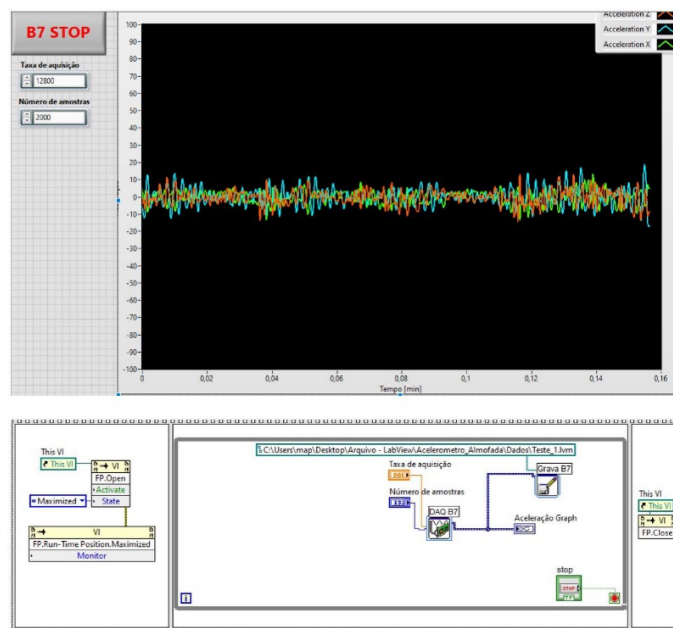 B7 STOP
Taxa de aquisição
12800
Número de amostras
2000
Acceleration Z
Acceleration Y
Acceleration X
100
90
80
70
60
50
40
30
20
10
0
-10
-20
-30
-40
-50
-60
-70
-80
-90
-100
0
0,02
0,04
0,06
0,08
0,1
0,12
0,14
0,16
Tempo [min]
This VI
This VI
VI
FP.Open
Activate
Maximized
State
VI
FP.Run-Time Position.Maximized
Monitor
C:\Users\map\Desktop\Arquivo - LabView\Acelerometro_Almofada\Dados\Teste_1.lvm
Taxa de aquisição
Número de amostras
DAQ B7
Grava B7
Aceleração Graph
stop
STOP
TF
i
This VI
This VI
VI
FP.Close